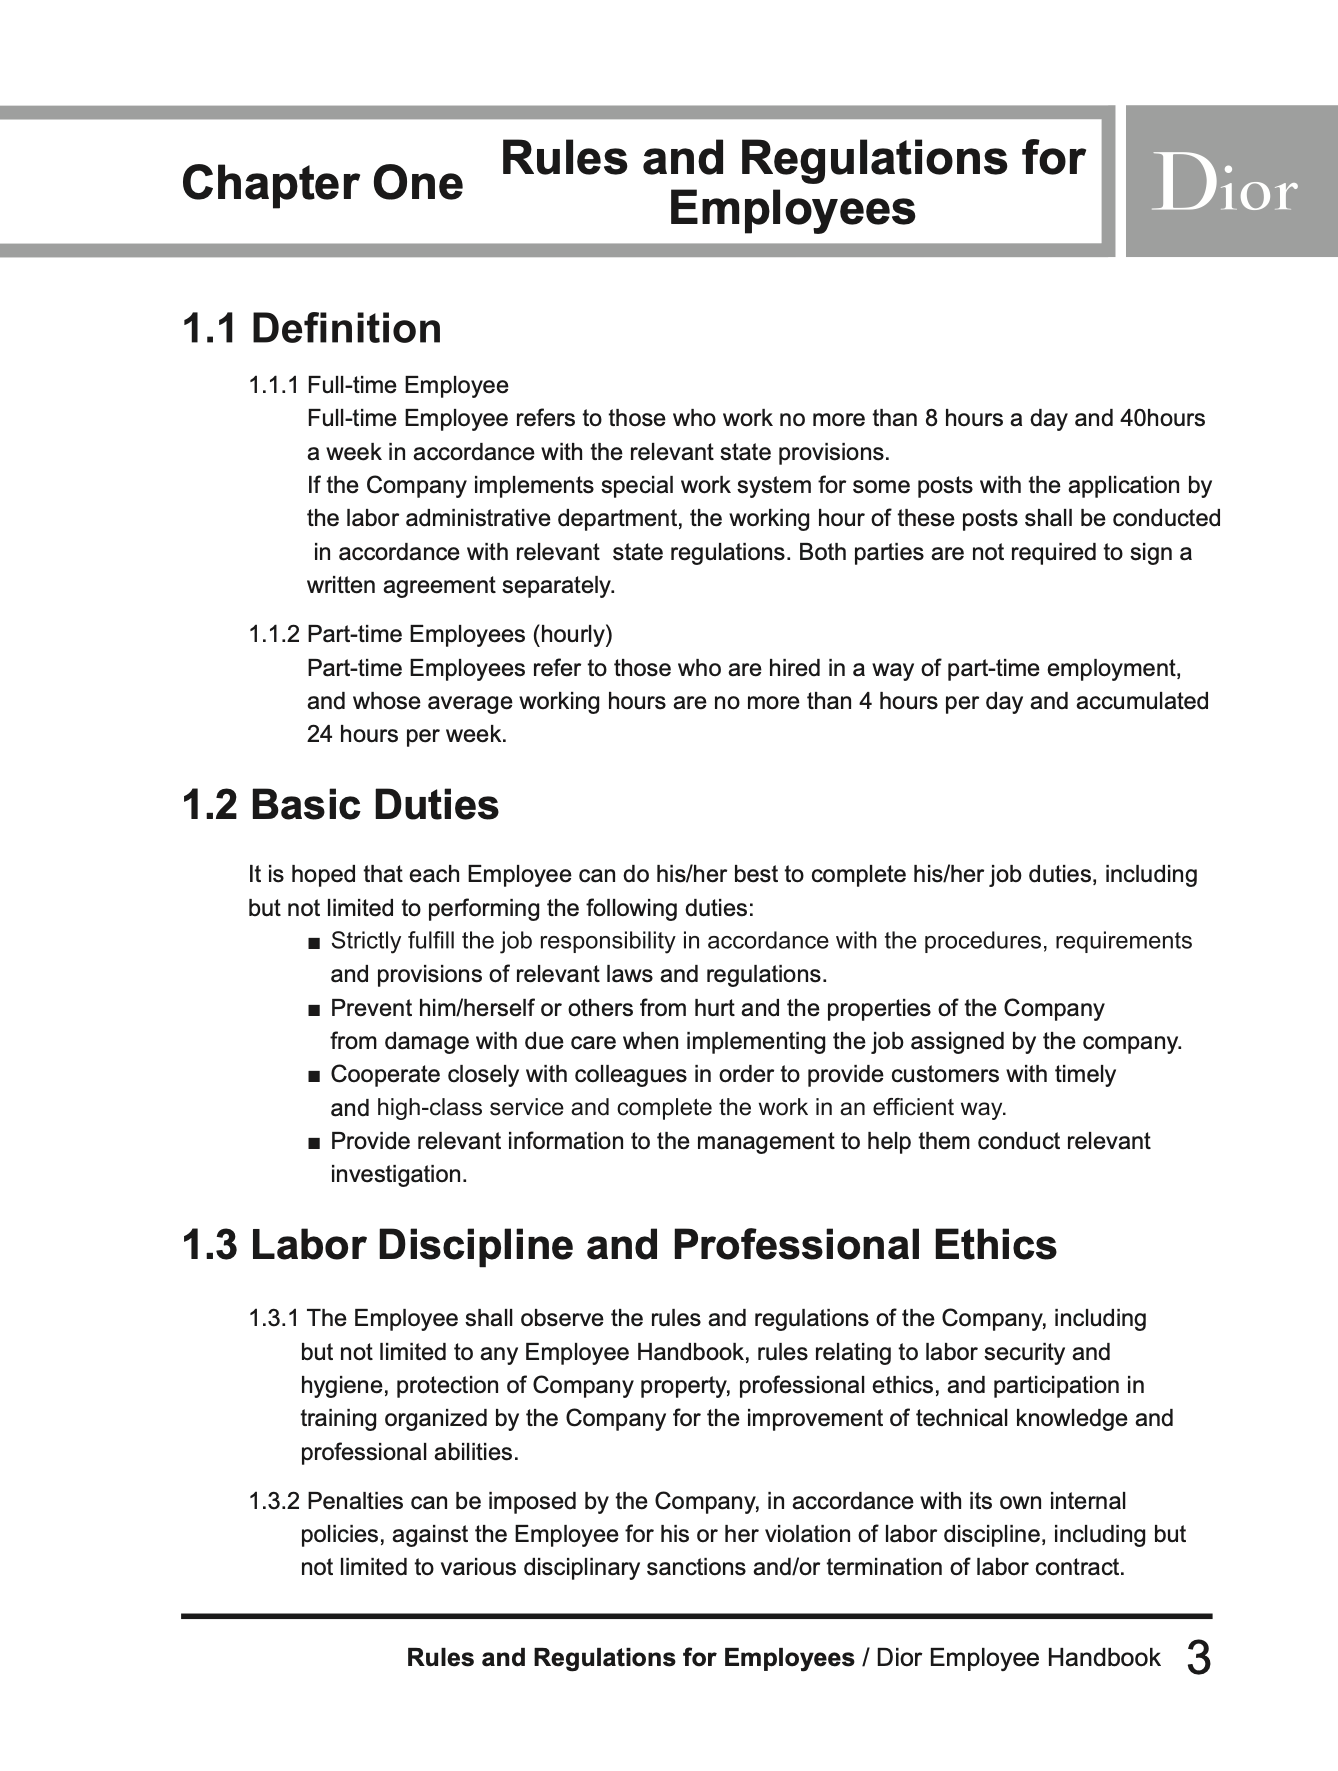 Chapter One
Rules and Regulations for
Employees
Dior
1.1 Definition
1.1.1 Full-time Employee
Full-time Employee refers to those who work no more than 8 hours a day and 40hours
a week in accordance with the relevant state provisions.
If the Company implements special work system for some posts with the application by
the labor administrative department, the working hour of these posts shall be conducted
in accordance with relevant  state regulations. Both parties are not required to sign a
written agreement separately.
1.1.2 Part-time Employees (hourly)
Part-time Employees refer to those who are hired in a way of part-time employment,
and whose average working hours are no more than 4 hours per day and accumulated
24 hours per week.
1.2 Basic Duties
It is hoped that each Employee can do his/her best to complete his/her job duties, including
but not limited to performing the following duties:
■ Strictly fulfill the job responsibility in accordance with the procedures, requirements
and provisions of relevant laws and regulations.
■ Prevent him/herself or others from hurt and the properties of the Company
from damage with due care when implementing the job assigned by the company.
■ Cooperate closely with colleagues in order to provide customers with timely
and high-class service and complete the work in an efficient way.
■ Provide relevant information to the management to help them conduct relevant
investigation.
1.3 Labor Discipline and Professional Ethics
1.3.1 The Employee shall observe the rules and regulations of the Company, including
but not limited to any Employee Handbook, rules relating to labor security and
hygiene, protection of Company property, professional ethics, and participation in
training organized by the Company for the improvement of technical knowledge and
professional abilities.
1.3.2 Penalties can be imposed by the Company, in accordance with its own internal
policies, against the Employee for his or her violation of labor discipline, including but
not limited to various disciplinary sanctions and/or termination of labor contract.
Rules and Regulations for Employees / Dior Employee Handbook 3